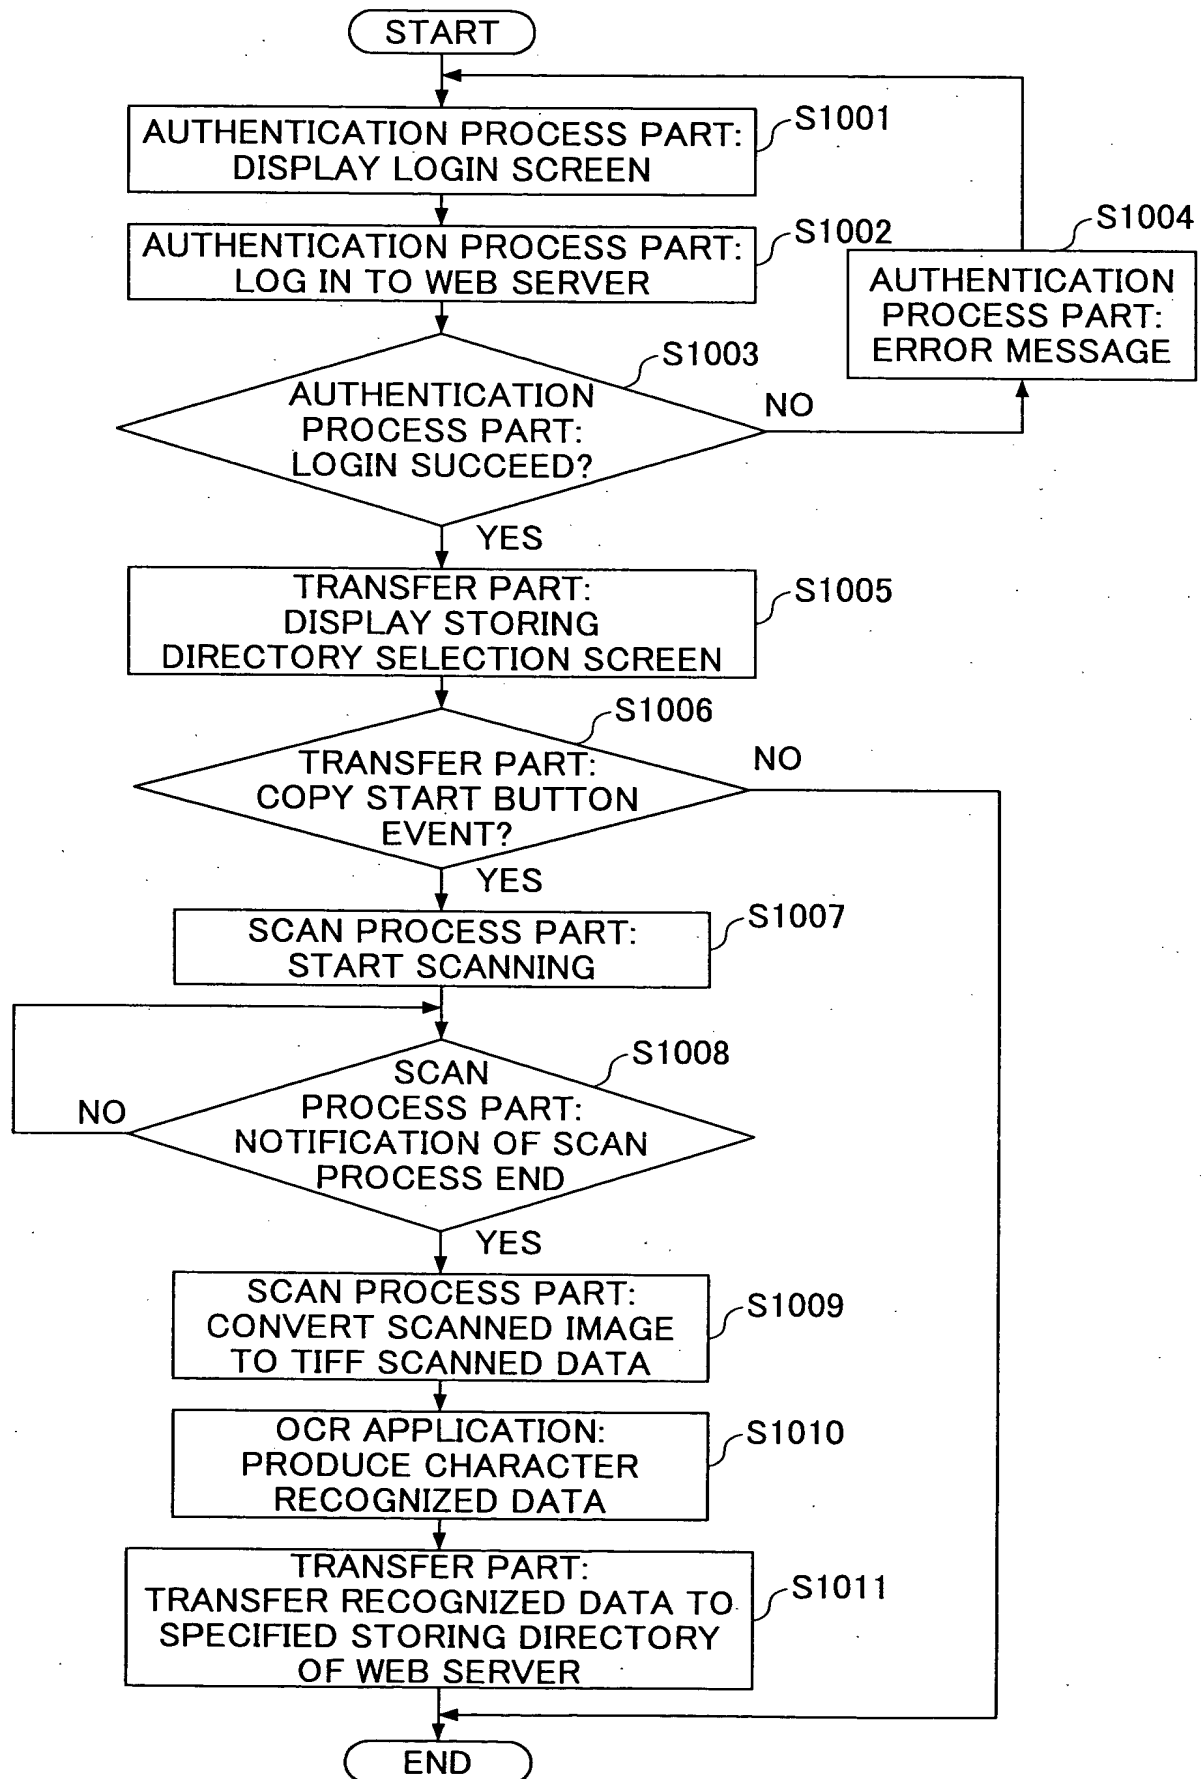 START
AUTHENTICATION PROCESS PART:
DISPLAY LOGIN SCREEN
S1001
AUTHENTICATION PROCESS PART:
LOG IN TO WEB SERVER
S1002
S1004
AUTHENTICATION
PROCESS PART:
ERROR MESSAGE
S1003
AUTHENTICATION
PROCESS PART:
LOGIN SUCCEED?
NO
YES
TRANSFER PART:
DISPLAY STORING
DIRECTORY SELECTION SCREEN
S1005
S1006
TRANSFER PART:
COPY START BUTTON
EVENT?
NO
YES
SCAN PROCESS PART:
START SCANNING
S1007
S1008
SCAN
PROCESS PART:
NOTIFICATION OF SCAN
PROCESS END
NO
YES
SCAN PROCESS PART:
CONVERT SCANNED IMAGE
TO TIFF SCANNED DATA
S1009
OCR APPLICATION:
PRODUCE CHARACTER
RECOGNIZED DATA
S1010
TRANSFER PART:
TRANSFER RECOGNIZED DATA TO
SPECIFIED STORING DIRECTORY
OF WEB SERVER
S1011
END